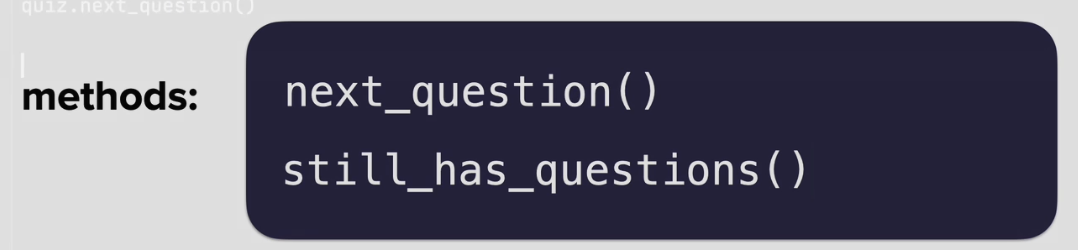 quiz.next_question()
methods:
next_question()
still_has_questions()